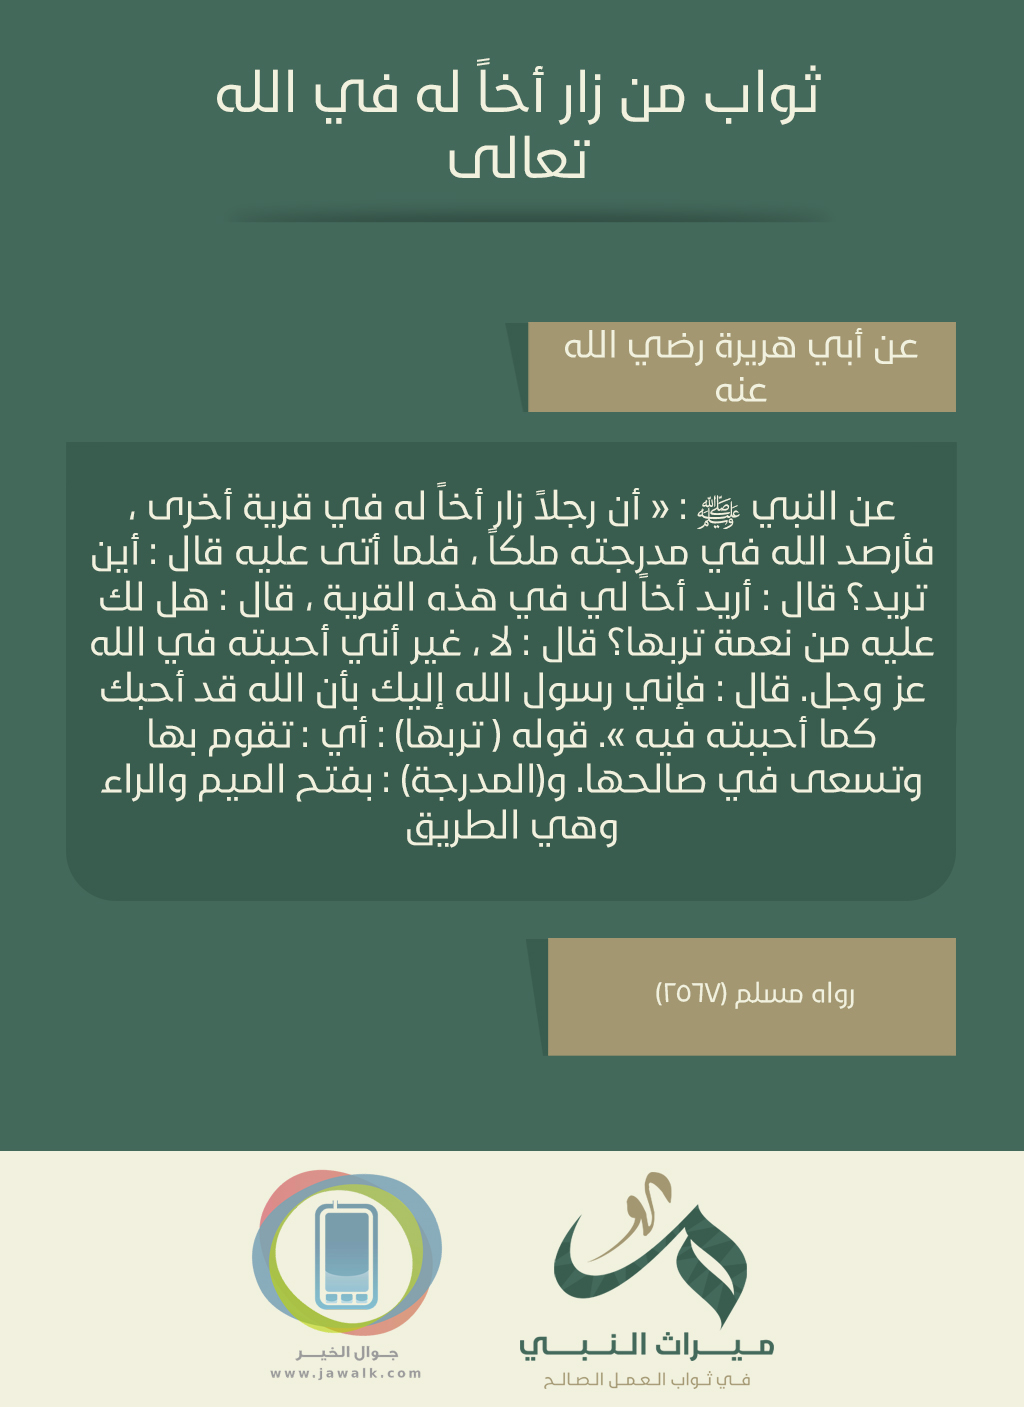 ثواب من زار أخاً له في الله
تعالى
عن أبي هريرة رضي الله
عنه
عن النبي ﷺ : « أن رجلاً زار أخاً له في قرية أخرى ،
فأرصد الله في مدرجته ملكاً ، فلما أتى عليه قال : أين
تريد؟ قال : أريد أخاً لي في هذه القرية ، قال : هل لك
عليه من نعمة تربها؟ قال : لا ، غير أني أحببته في الله
عز وجل. قال : فإني رسول الله إليك بأن الله قد أحبك
كما أحببته فيه ». قوله ( تربها) : أي : تقوم بها
وتسعى في صالحها. و(المدرجة) : بفتح الميم والراء
وهي الطريق
رواه مسلم (٢٥٦٧)
ميراث النبي
في ثواب العمل الصالح
جوال الخير
www.jawalk.com